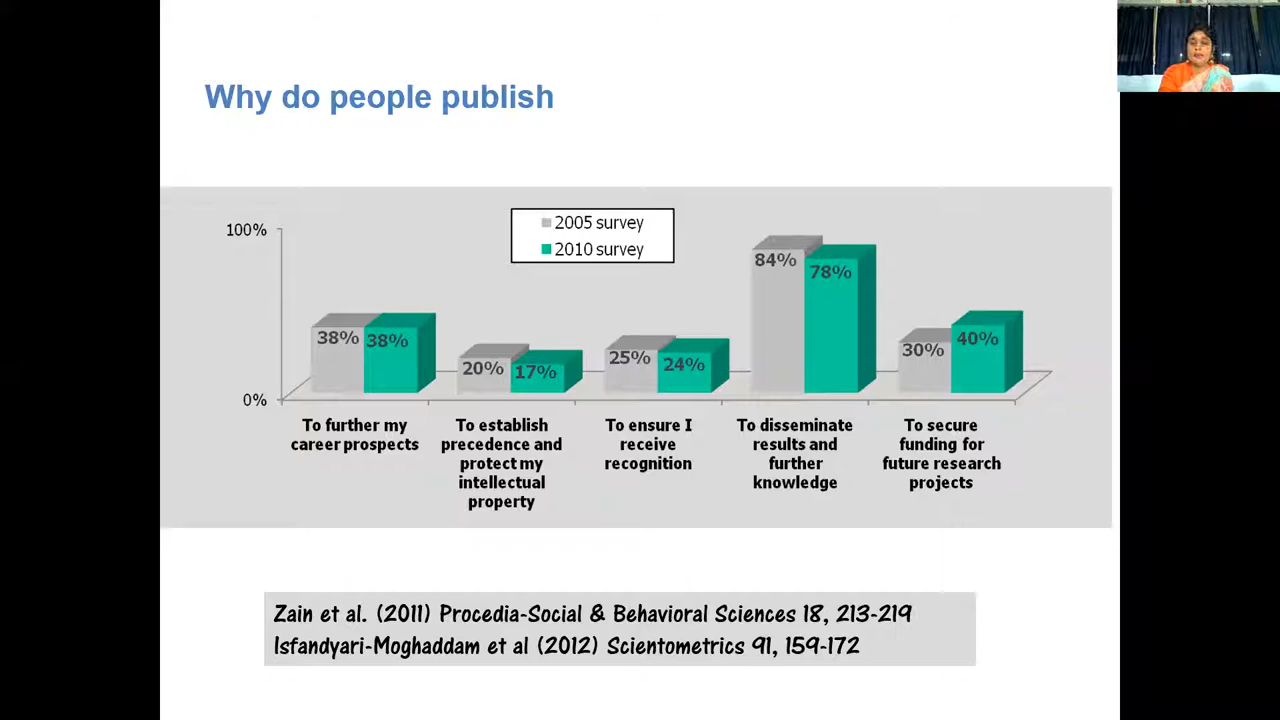 Why do people publish
2005 survey
2010 survey
100%
0%
38% 38%
20% 17%
25% 24%
84% 78%
30% 40%
To further my
career prospects
To establish
precedence and
protect my
intellectual
property
To ensure I
receive
recognition
To disseminate
results and
further
knowledge
To secure
funding for
future research
projects
Zain et al. (2011) Procedia-Social & Behavioral Sciences 18, 213-219
Isfandyari-Moghaddam et al (2012) Scientometrics 91, 159-172